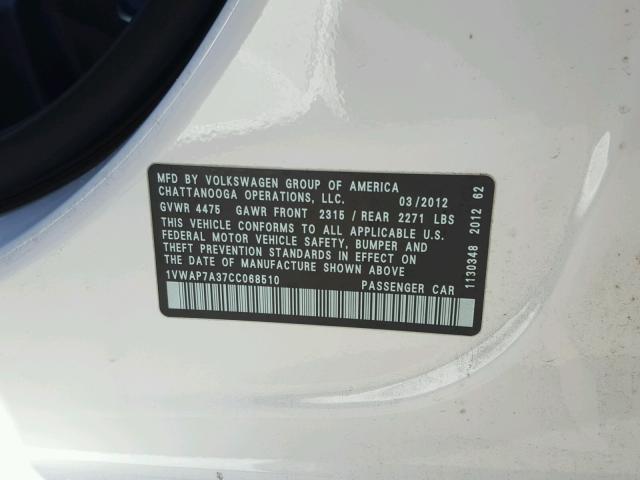 MFD BY VOLKSWAGEN GROUP OF AMERICA
CHATTANOOGA OPERATIONS, LLC. 03/2012
GVWR 4475 GAWR FRONT 2315 / REAR 2271 LBS
THIS VEHICLE CONFORMS TO ALL APPLICABLE U.S.
FEDERAL MOTOR VEHICLE SAFETY, BUMPER AND
THEFT PREVENTION STANDARDS IN EFFECT ON
THE DATE OF MANUFACTURE SHOWN ABOVE
1VWAP7A37CC068510 PASSENGER CAR
1130348 2012 62